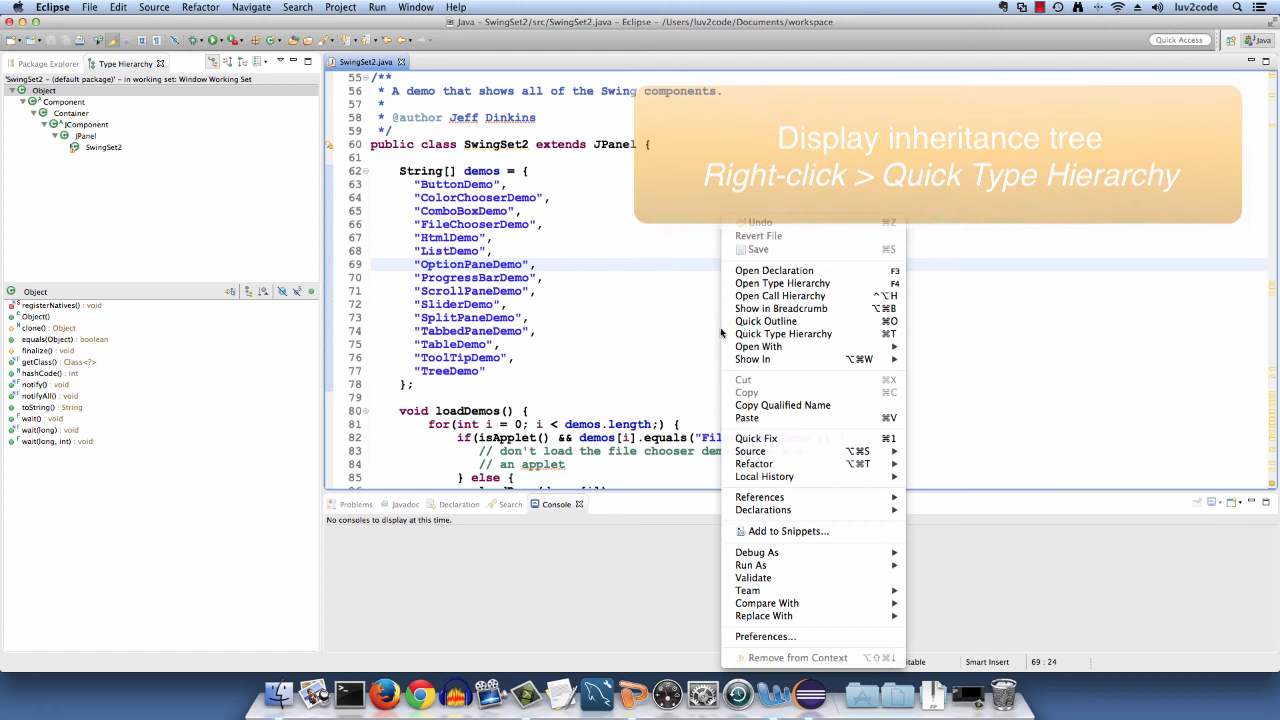 Eclipse File Edit Source Refactor Navigate Search Project Run Window Help luv2code
Java – SwingSet2/src/SwingSet2.java – Eclipse – /Users/luv2code/Documents/workspace
Quick Access Java
Package Explorer Type Hierarchy
'SwingSet2 - (default package)' – in working set: Window Working Set
Object
Component
Container
JComponent
JPanel
SwingSet2
Object
registerNatives() : void
Object()
clone() : Object
equals(Object) : boolean
finalize() : void
getClass() : Class<?>
hashCode() : int
notify() : void
notifyAll() : void
toString() : String
wait() : void
wait(long) : void
wait(long, int) : void
SwingSet2.java
55 /**
56 * A demo that shows all of the Swing components.
57 *
58 * @author Jeff Dinkins
59 */
60 public class SwingSet2 extends JPanel {
61
62 String[] demos = {
63 "ButtonDemo",
64 "ColorChooserDemo",
65 "ComboBoxDemo",
66 "FileChooserDemo",
67 "HtmlDemo",
68 "ListDemo",
69 "OptionPaneDemo",
70 "ProgressBarDemo",
71 "ScrollPaneDemo",
72 "SliderDemo",
73 "SplitPaneDemo",
74 "TabbedPaneDemo",
75 "TableDemo",
76 "ToolTipDemo",
77 "TreeDemo"
78 };
79
80 void loadDemos() {
81 for(int i = 0; i < demos.length;) {
82 if(isApplet() && demos[i].equals("Fil
83 // don't load the file chooser dem
84 // an applet
85 } else {
Display inheritance tree
Right-click > Quick Type Hierarchy
Undo ⌘Z
Revert File
Save ⌘S
Open Declaration F3
Open Type Hierarchy F4
Open Call Hierarchy ^⌥H
Show in Breadcrumb ⌥⌘B
Quick Outline ⌘O
Quick Type Hierarchy ⌘T
Open With
Show In ⌥⌘W
Cut ⌘X
Copy ⌘C
Copy Qualified Name
Paste ⌘V
Quick Fix ⌘1
Source ⌥⌘S
Refactor ⌥⌘T
Local History
References
Declarations
Add to Snippets...
Debug As
Run As
Validate
Team
Compare With
Replace With
Preferences...
Remove from Context ⌥⇧⌘↓
Problems Javadoc Declaration Search Console
No consoles to display at this time.
Smart Insert 69 : 24